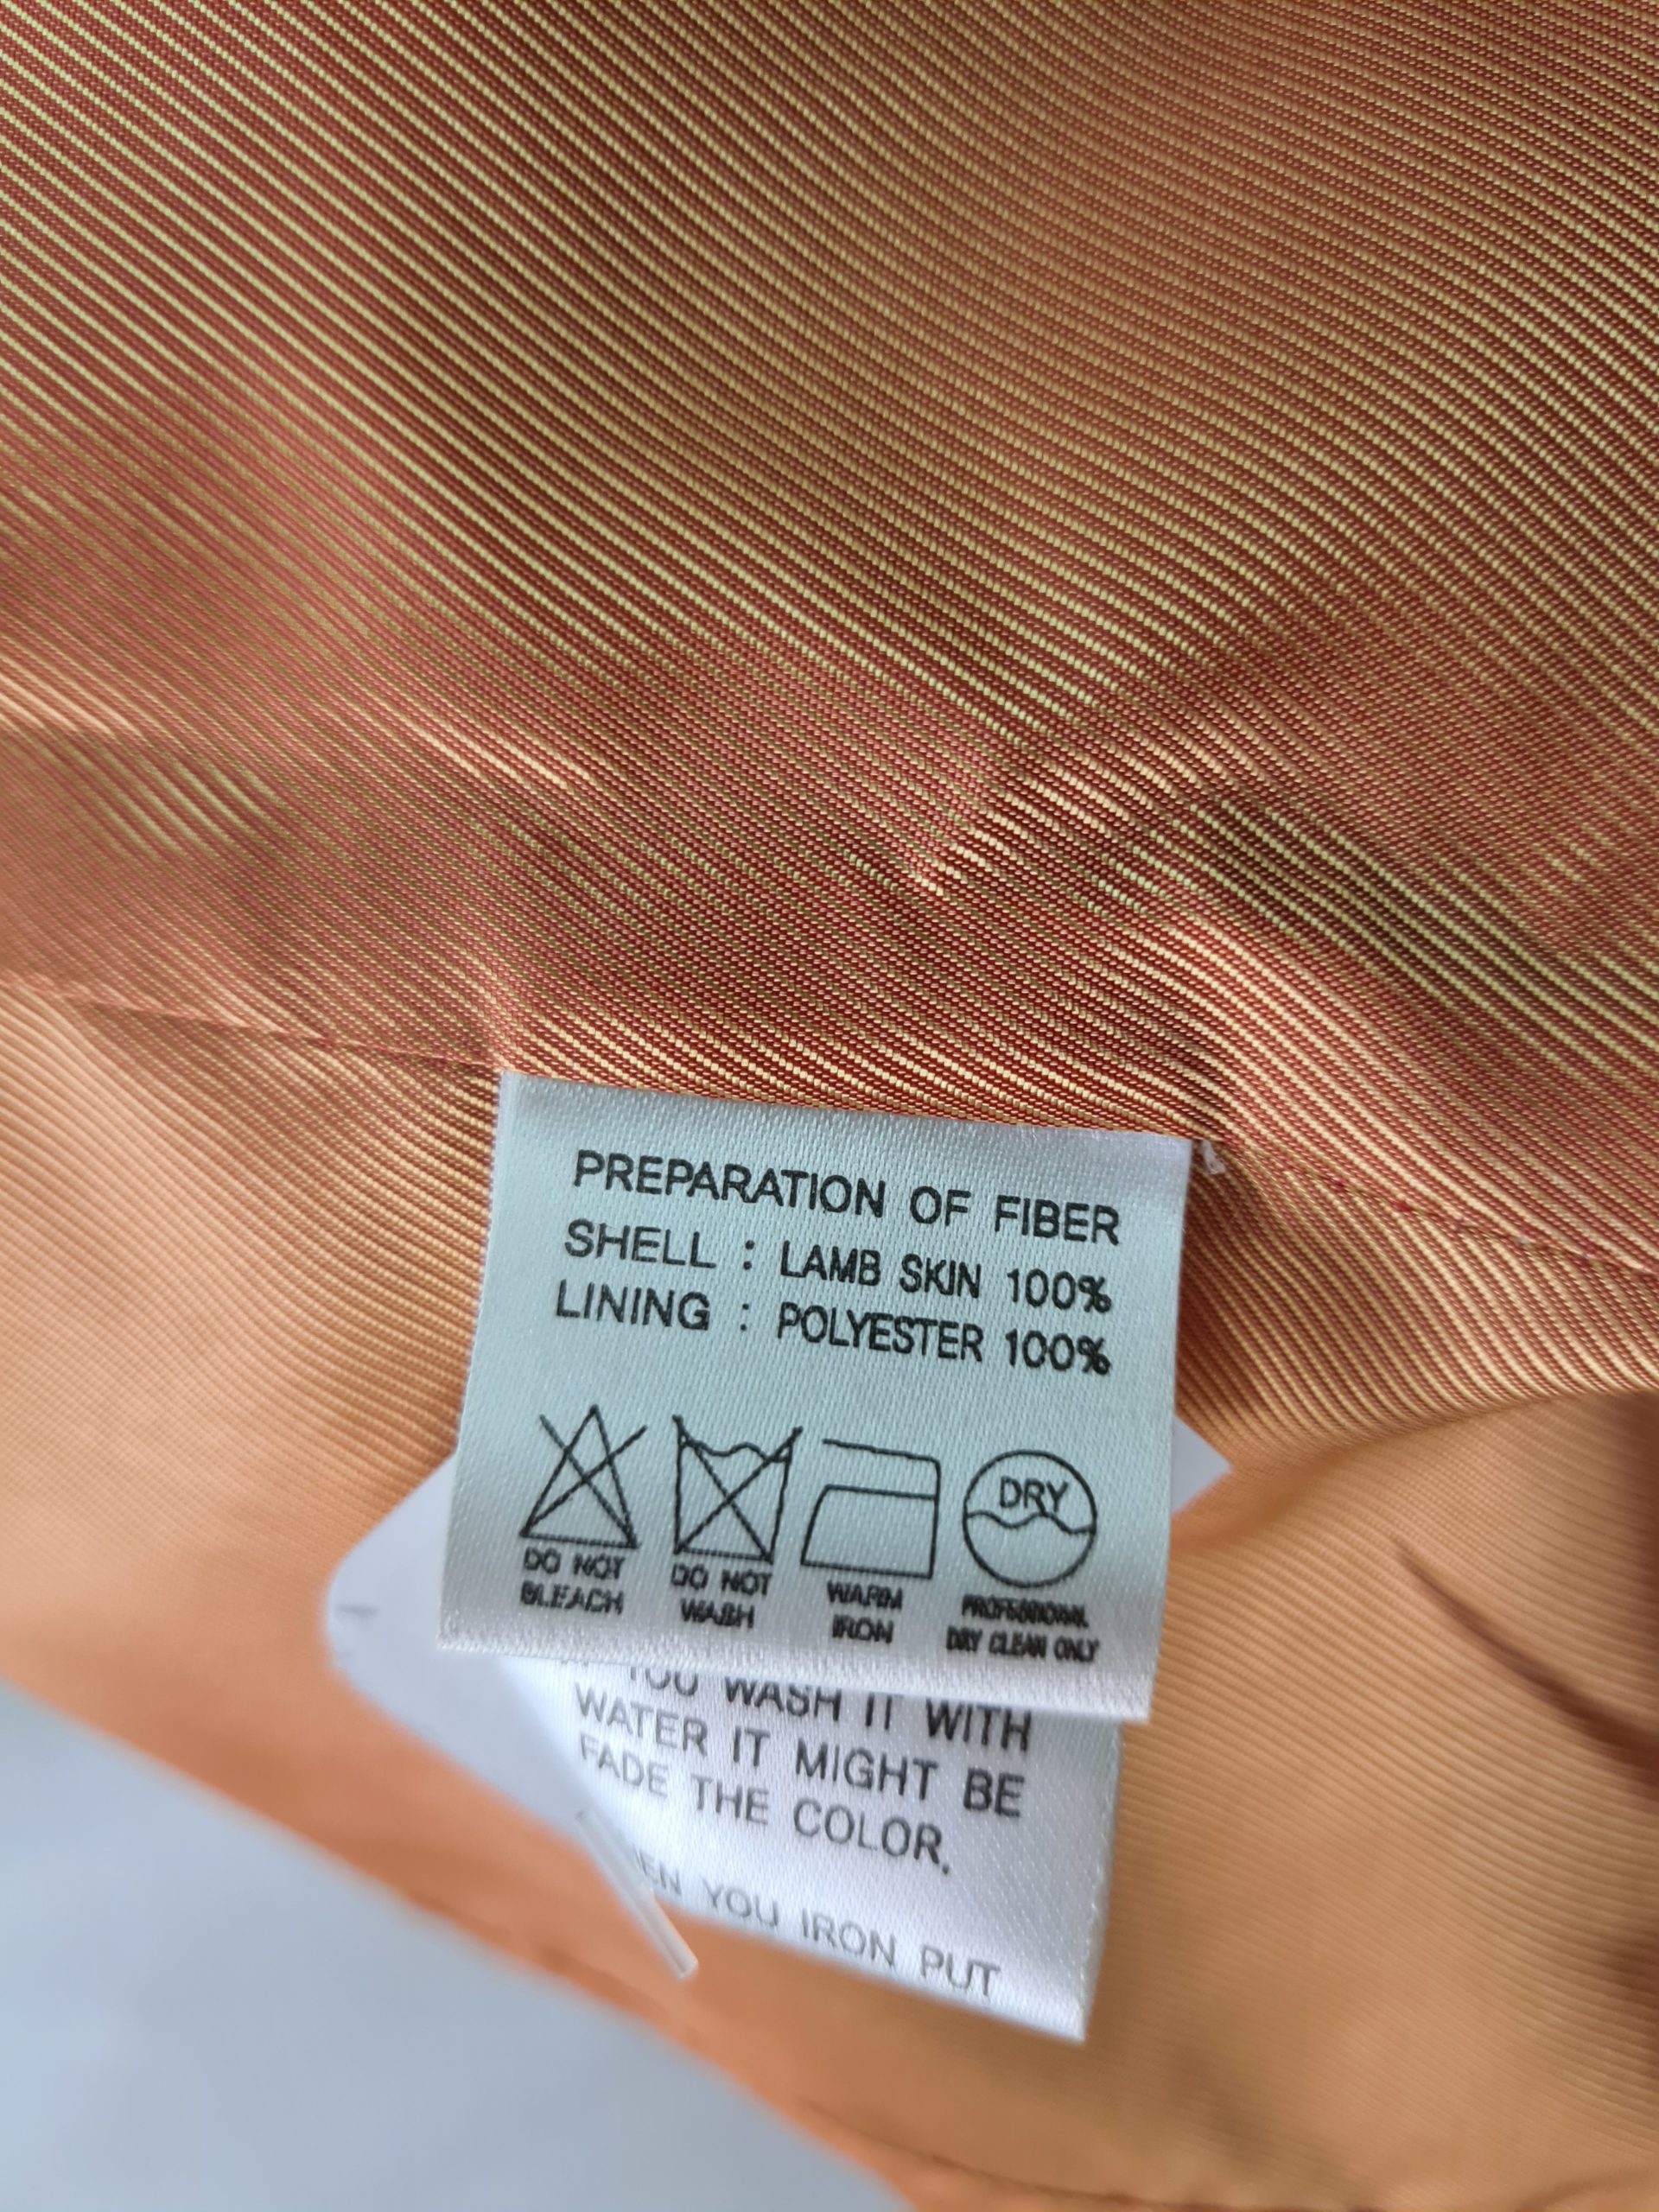 PREPARATION OF FIBER
SHELL : LAMB SKIN 100%
LINING : POLYESTER 100%
DRY
DO NOT BLEACH
DO NOT WASH
WARM IRON
PROFESSIONAL DRY CLEAN ONLY
YOU WASH IT WITH
WATER IT MIGHT BE
FADE THE COLOR.
YOU IRON PUT